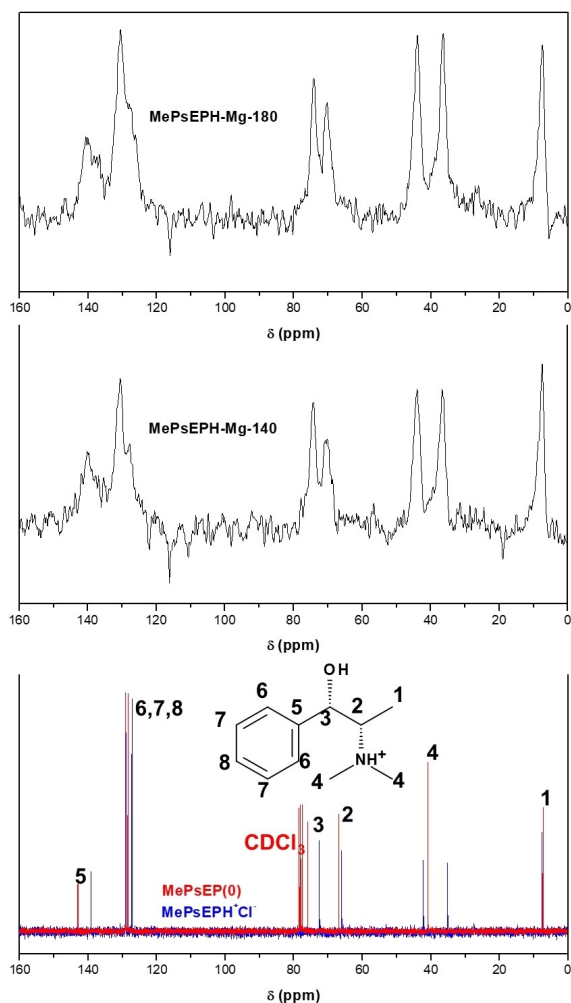 MePsEPH-Mg-180
160 140 120 100 80 60 40 20 0
δ (ppm)
MePsEPH-Mg-140
160 140 120 100 80 60 40 20 0
δ (ppm)
OH
6 5 3 2 1
6,7,8
7
8
6
7
NH+
4 4
4
5
CDCl3
3
2
1
MePsEP(0)
MePsEPH+Cl-
160 140 120 100 80 60 40 20 0
δ (ppm)